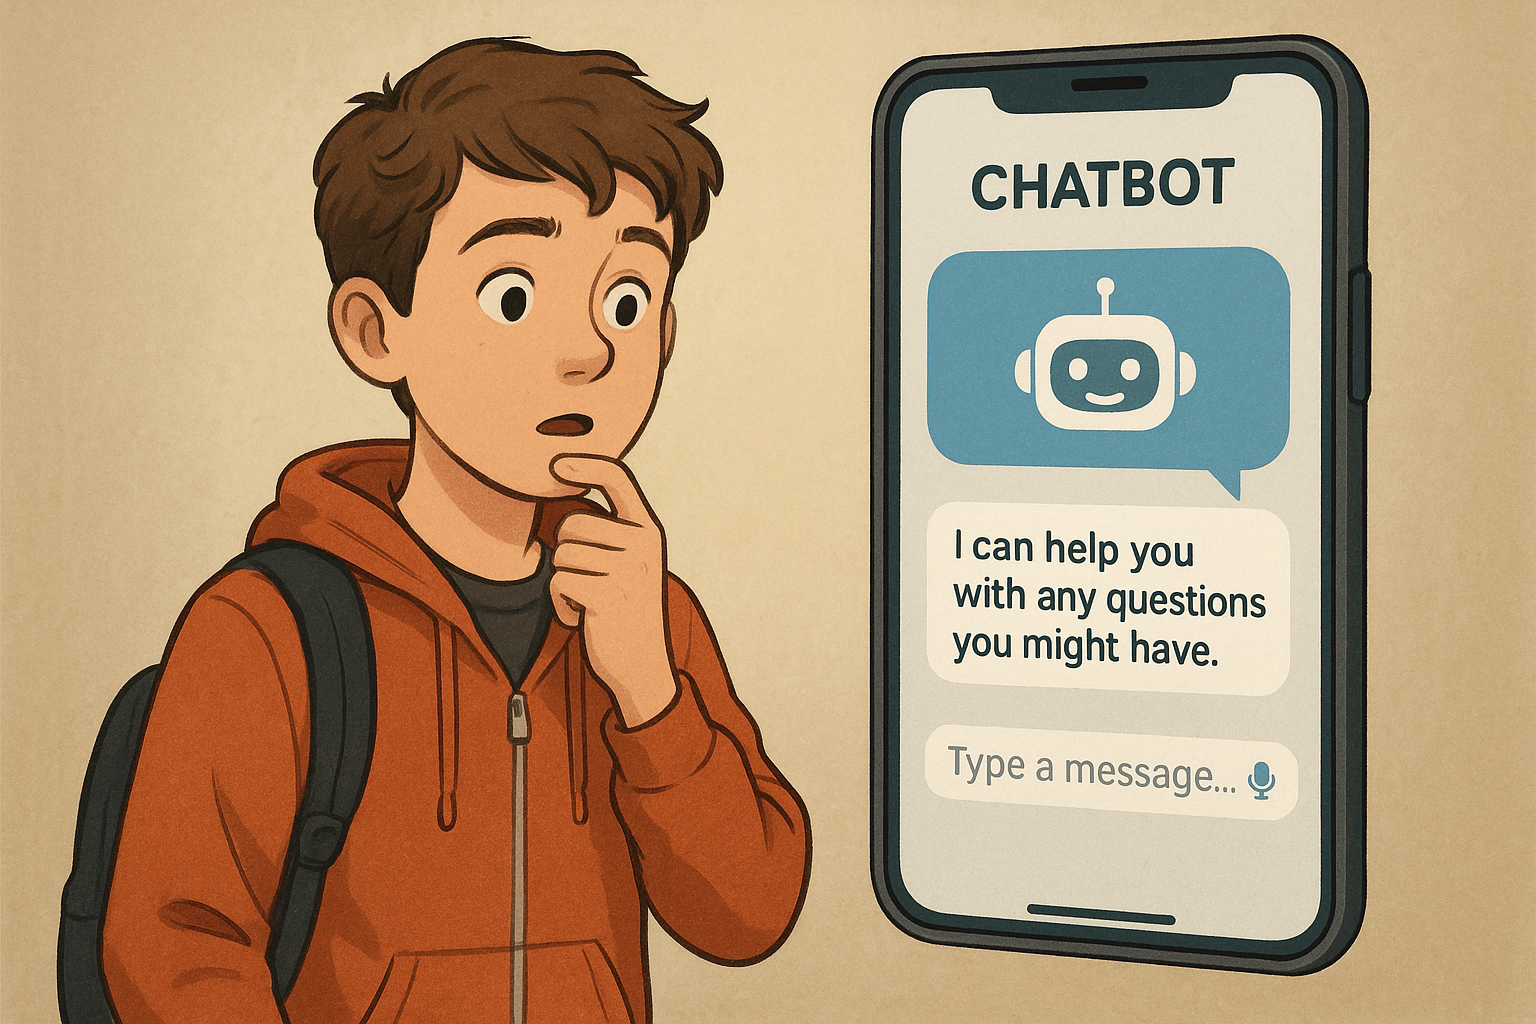 CHATBOT
I can help you
with any questions
you might have.
Type a message...